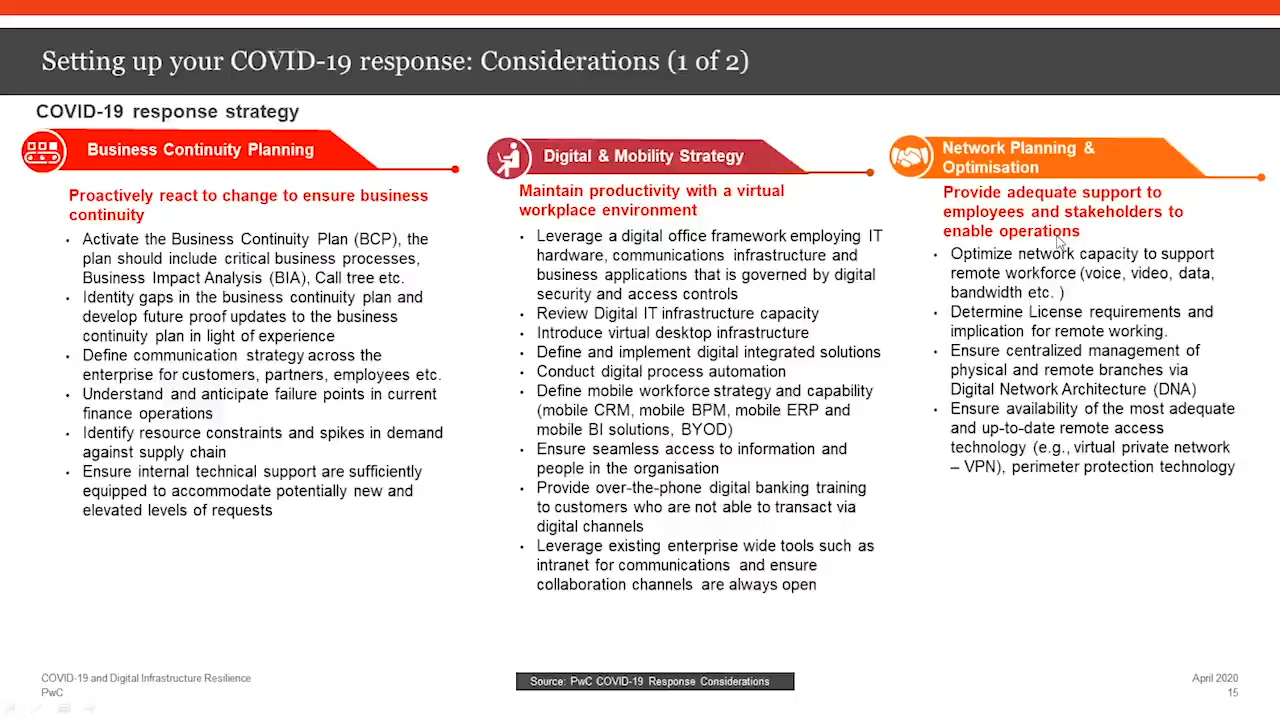 Setting up your COVID-19 response: Considerations (1 of 2)
COVID-19 response strategy
Business Continuity Planning
Proactively react to change to ensure business
continuity
• Activate the Business Continuity Plan (BCP), the
plan should include critical business processes,
Business Impact Analysis (BIA), Call tree etc.
• Identity gaps in the business continuity plan and
develop future proof updates to the business
continuity plan in light of experience
• Define communication strategy across the
enterprise for customers, partners, employees etc.
• Understand and anticipate failure points in current
finance operations
• Identify resource constraints and spikes in demand
against supply chain
• Ensure internal technical support are sufficiently
equipped to accommodate potentially new and
elevated levels of requests
Digital & Mobility Strategy
Maintain productivity with a virtual
workplace environment
• Leverage a digital office framework employing IT
hardware, communications infrastructure and
business applications that is governed by digital
security and access controls
• Review Digital IT infrastructure capacity
• Introduce virtual desktop infrastructure
• Define and implement digital integrated solutions
• Conduct digital process automation
• Define mobile workforce strategy and capability
(mobile CRM, mobile BPM, mobile ERP and
mobile BI solutions, BYOD)
• Ensure seamless access to information and
people in the organisation
• Provide over-the-phone digital banking training
to customers who are not able to transact via
digital channels
• Leverage existing enterprise wide tools such as
intranet for communications and ensure
collaboration channels are always open
Network Planning &
Optimisation
Provide adequate support to
employees and stakeholders to
enable operations
• Optimize network capacity to support
remote workforce (voice, video, data,
bandwidth etc. )
• Determine License requirements and
implication for remote working.
• Ensure centralized management of
physical and remote branches via
Digital Network Architecture (DNA)
• Ensure availability of the most adequate
and up-to-date remote access
technology (e.g., virtual private network
– VPN), perimeter protection technology
COVID-19 and Digital Infrastructure Resilience
PwC
Source: PwC COVID-19 Response Considerations
April 2020
15